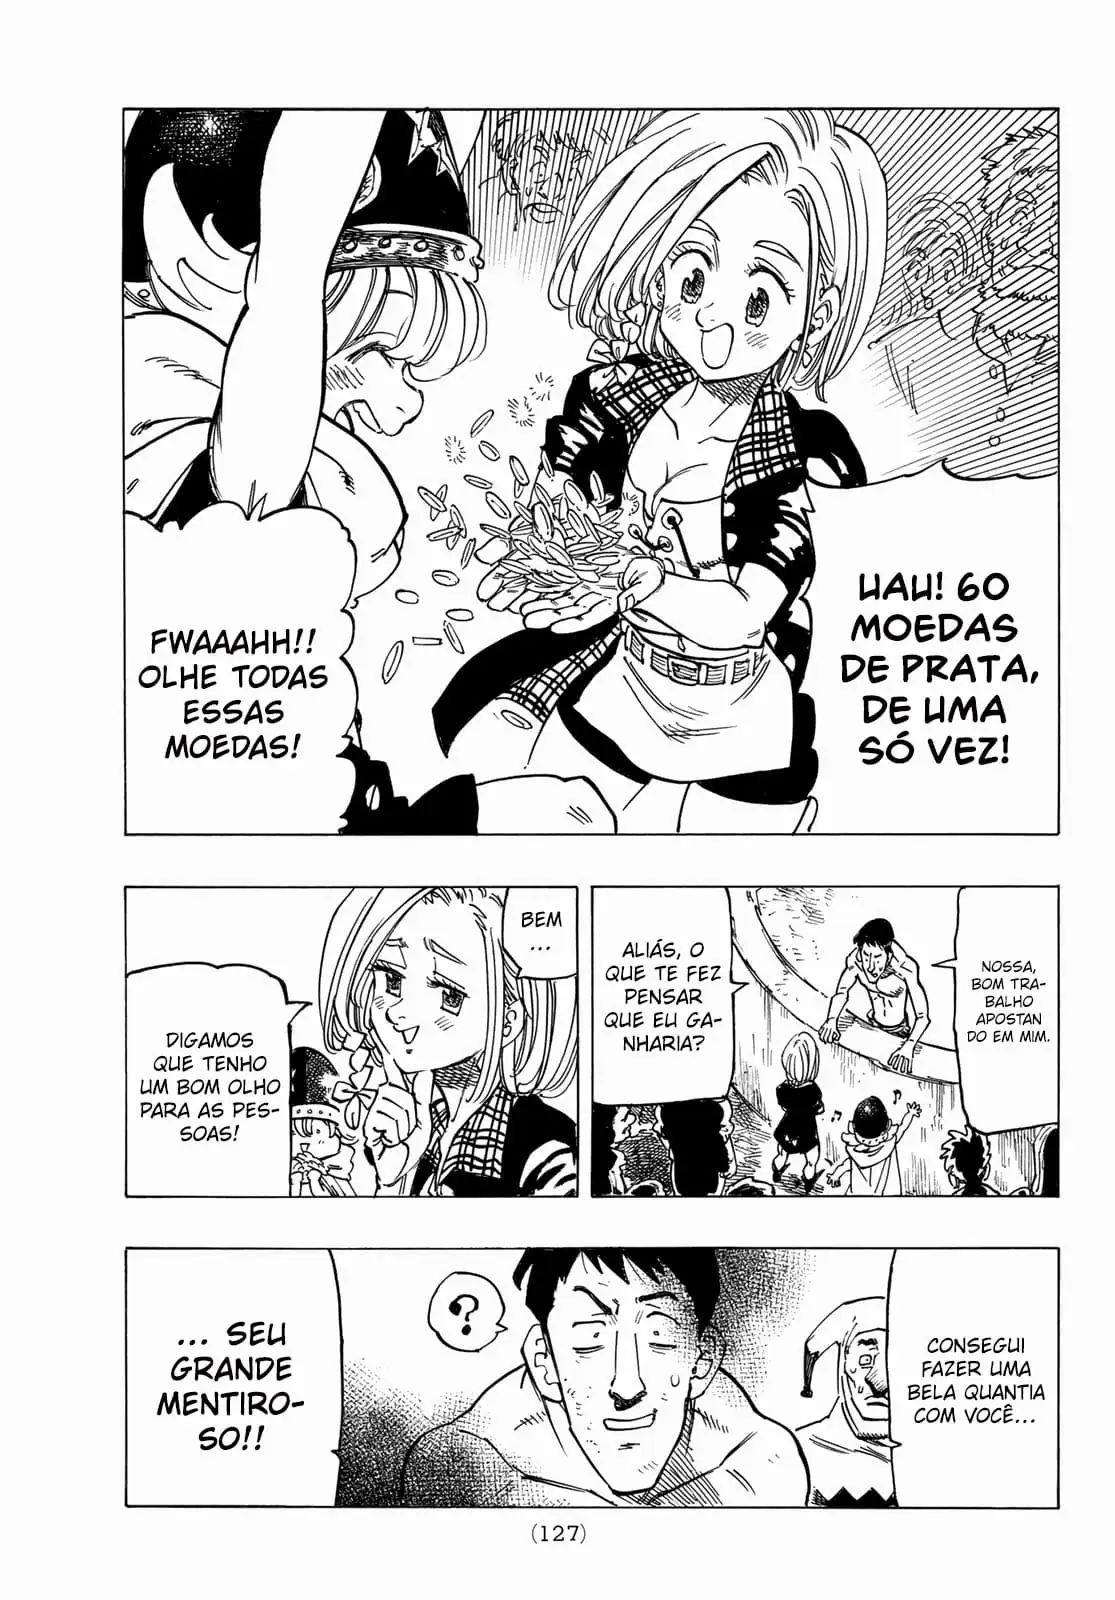 UAU! 60
MOEDAS
DE PRATA,
DE UMA
SÓ VEZ!
FWAAAHH!!
OLHE TODAS
ESSAS
MOEDAS!
NOSSA,
BOM TRA-
BALHO
APOSTAN
DO EM MIM.
ALIÁS, O
QUE TE FEZ
PENSAR
QUE EU GA-
NHARIA?
BEM
...
DIGAMOS
QUE TENHO
UM BOM OLHO
PARA AS PES-
SOAS!
CONSEGUI
FAZER UMA
BELA QUANTIA
COM VOCÊ...
?
... SEU
GRANDE
MENTIRO-
SO!!
(127)